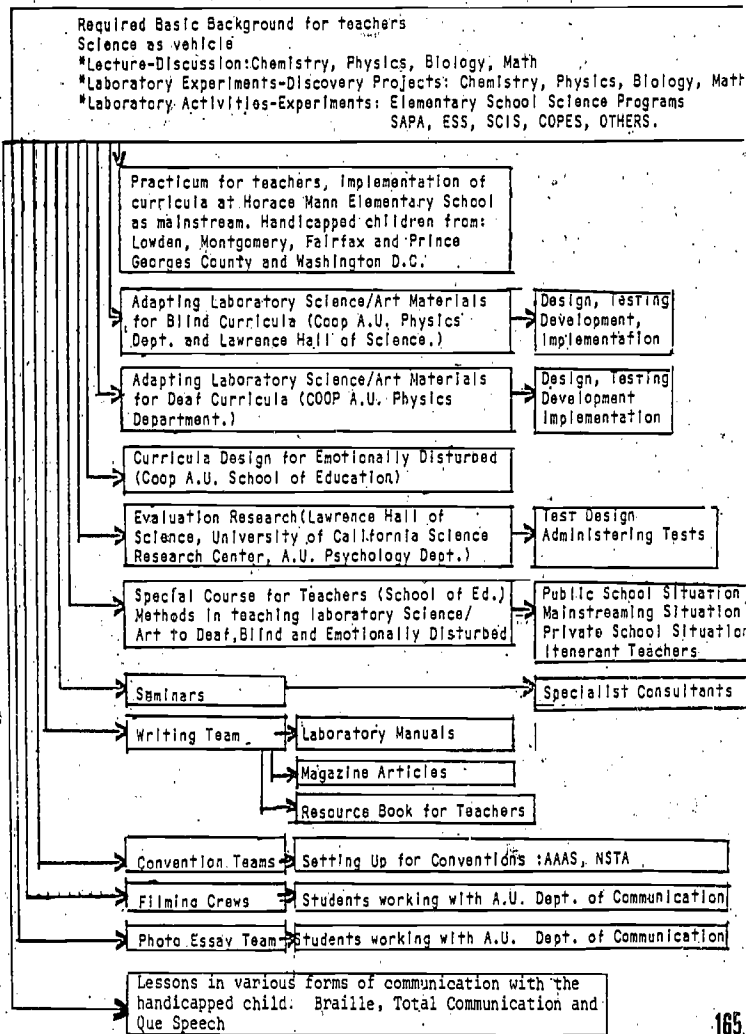 Required Basic Background for teachers
Science as vehicle
*Lecture-Discussion:Chemistry, Physics, Biology, Math
*Laboratory Experiments-Discovery Projects: Chemistry, Physics, Biology, Math
*Laboratory Activities-Experiments: Elementary School Science Programs
SAPA, ESS, SCIS, COPES, OTHERS.
Practicum for teachers, implementation of
curricula at Horace Mann Elementary School
as mainstream. Handicapped children from:
Lowden, Montgomery, Fairfax and Prince
Georges County and Washington D.C.
Adapting Laboratory Science/Art Materials
for Blind Curricula (Coop A.U. Physics
Dept. and Lawrence Hall of Science.)
Design, Testing
Development,
Implementation
Adapting Laboratory Science/Art Materials
for Deaf Curricula (COOP A.U. Physics
Department.)
Design, Testing
Development
Implementation
Curricula Design for Emotionally Disturbed
(Coop A.U. School of Education)
Evaluation Research(Lawrence Hall of
Science, University of California Science
Research Center, A.U. Psychology Dept.)
Test Design
Administering Tests
Special Course for Teachers (School of Ed.)
Methods in teaching laboratory Science/
Art to Deaf,Blind and Emotionally Disturbed
Public School Situation
Mainstreaming Situation
Private School Situation
Itenerant Teachers
Seminars
Specialist Consultants
Writing Team
Laboratory Manuals
Magazine Articles
Resource Book for Teachers
Convention Teams
Setting Up for Conventions :AAAS, NSTA
Filming Crews
Students working with A.U. Dept. of Communication
Photo Essay Team
Students working with A.U. Dept. of Communication
Lessons in various forms of communication with the
handicapped child: Braille, Total Communication and
Que Speech
165